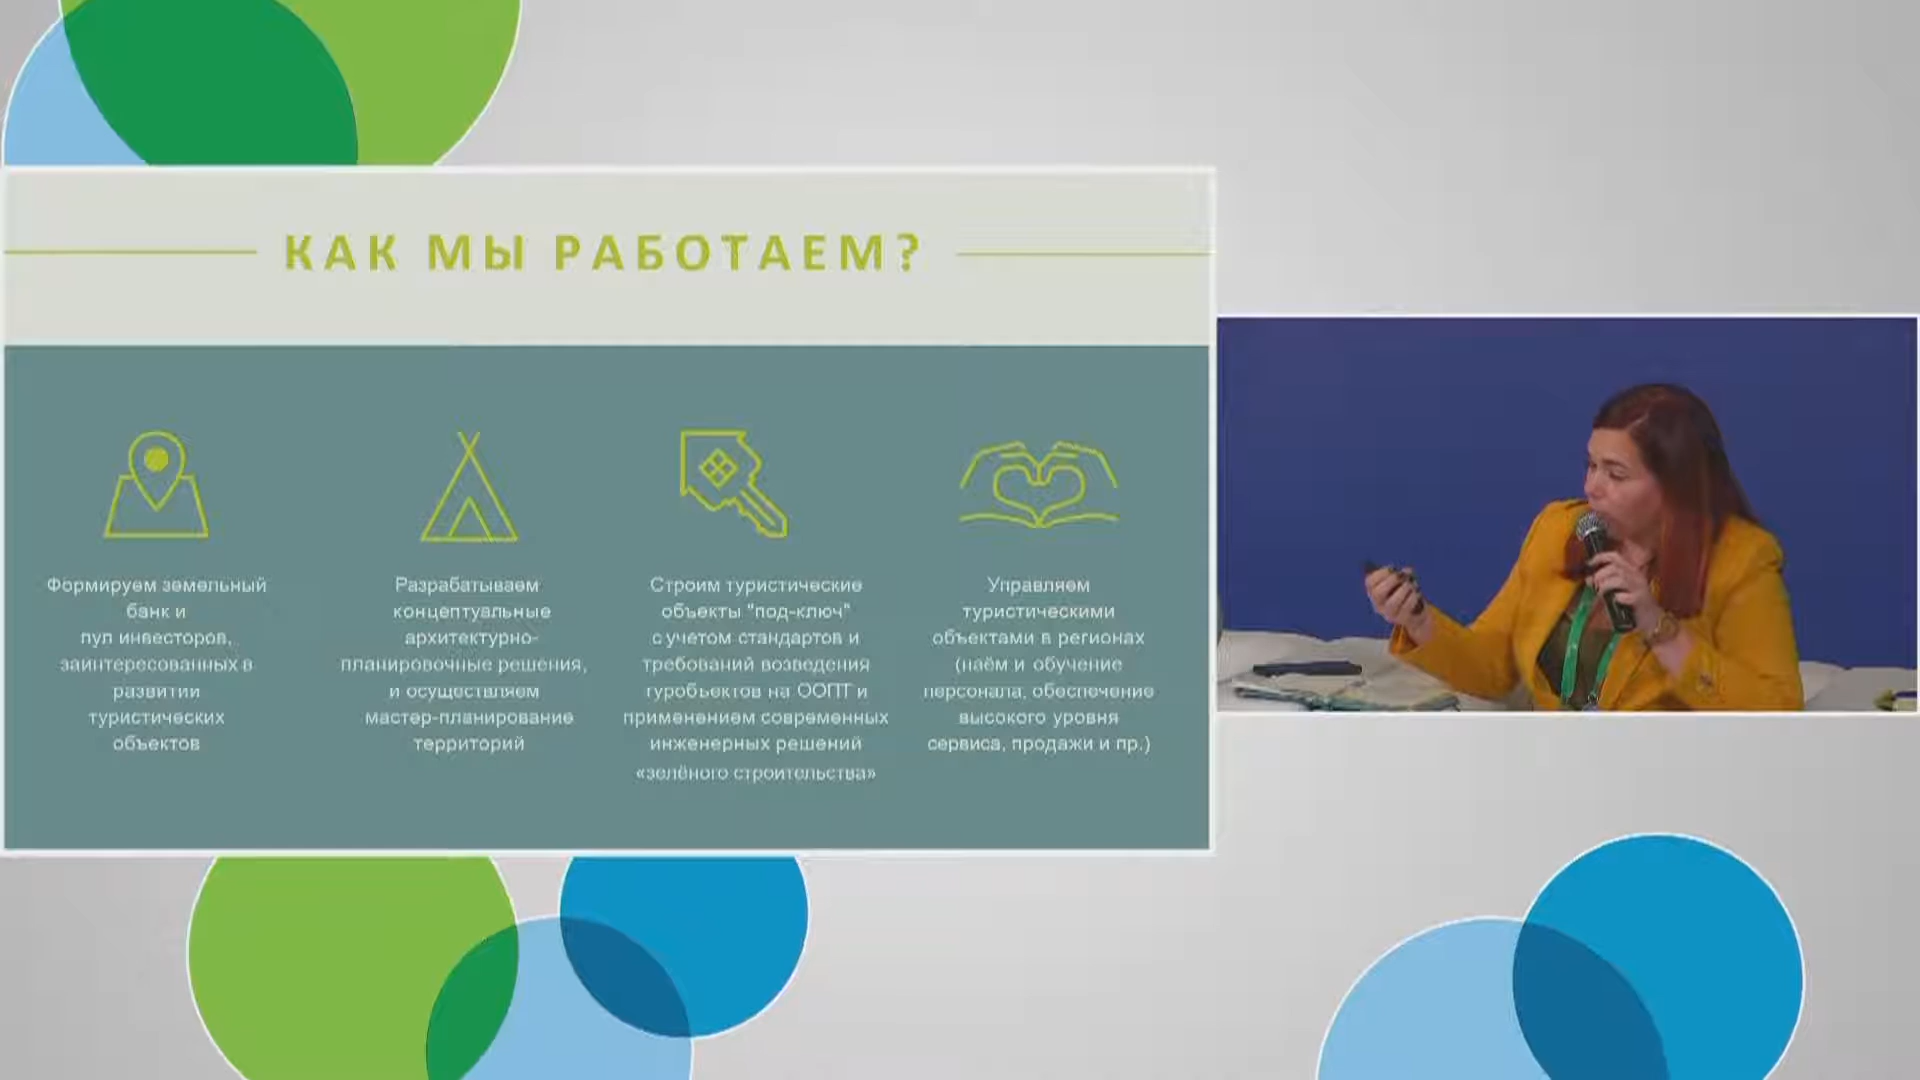 КАК МЫ РАБОТАЕМ?
Формируем земельный
банк и
пул инвесторов,
заинтересованных в
развитии
туристических
объектов
Разрабатываем
концептуальные
архитектурно-
планировочные решения,
и осуществляем
мастер-планирование
территорий
Строим туристические
объекты "под-ключ"
с учетом стандартов и
требований возведения
туробъектов на ООПТ и
применением современных
инженерных решений
«зелёного строительства»
Управляем
туристическими
объектами в регионах
(наём и обучение
персонала, обеспечение
высокого уровня
сервиса, продажи и пр.)